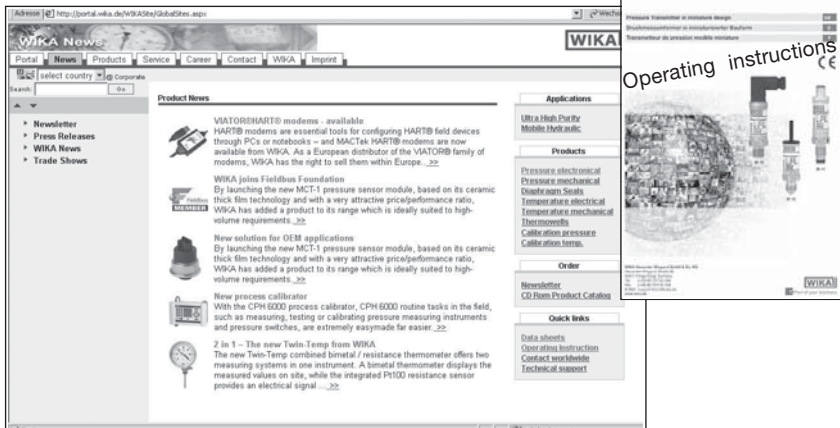 Adresse http://portal.wika.de/WIKASite/GlobalSites.aspx
WIKA News
WIKA
Portal News Products Service Career Contact WIKA Imprint
select country @ Corporate
Search: Go
Newsletter
Press Releases
WIKA News
Trade Shows
Product News
VIATOR®HART® modems - available
HART® modems are essential tools for configuring HART® field devices
through PCs or notebooks – and MACTek HART® modems are now
available from WIKA. As a European distributor of the VIATOR® family of
modems, WIKA has the right to sell them within Europe.. >>
WIKA joins Fieldbus Foundation
By launching the new MCT-1 pressure sensor module, based on its ceramic
thick film technology and with a very attractive price/performance ratio,
WIKA has added a product to its range which is ideally suited to high-
volume requirements. >>
MEMBER
New solution for OEM applications
By launching the new MCT-1 pressure sensor module, based on its ceramic
thick film technology and with a very attractive price/performance ratio,
WIKA has added a product to its range which is ideally suited to high-
volume requirements. >>
New process calibrator
With the CPH 6000 process calibrator, CPH 6000 routine tasks in the field,
such as measuring, testing or calibrating pressure measuring instruments
and pressure switches, are extremely easymade far easier. >>
2 in 1 – The new Twin-Temp from WIKA
The new Twin-Temp combined bimetal / resistance thermometer offers two
measuring systems in one instrument. A bimetal thermometer displays the
measured values on site, while the integrated Pt100 resistance sensor
provides an electrical signal .... >>
Applications
Ultra High Purity
Mobile Hydraulic
Products
Pressure electronical
Pressure mechanical
Diaphragm Seals
Temperature electrical
Temperature mechanical
Thermowells
Calibration pressure
Calibration temp.
Order
Newsletter
CD Rom Product Catalog
Quick links
Data sheets
Operating Instruction
Contact worldwide
Technical support
Pressure Transmitter in miniature design
Druckmessumformer in miniaturisierter Bauform
Transmetteur de pression modèle miniature
CE
Operating instructions
WIKA